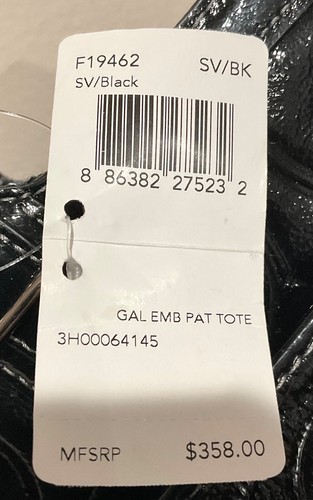 F19462 SV/BK
SV/Black
8 86382 27523 2
GAL EMB PAT TOTE
3H00064145
MFSRP $358.00